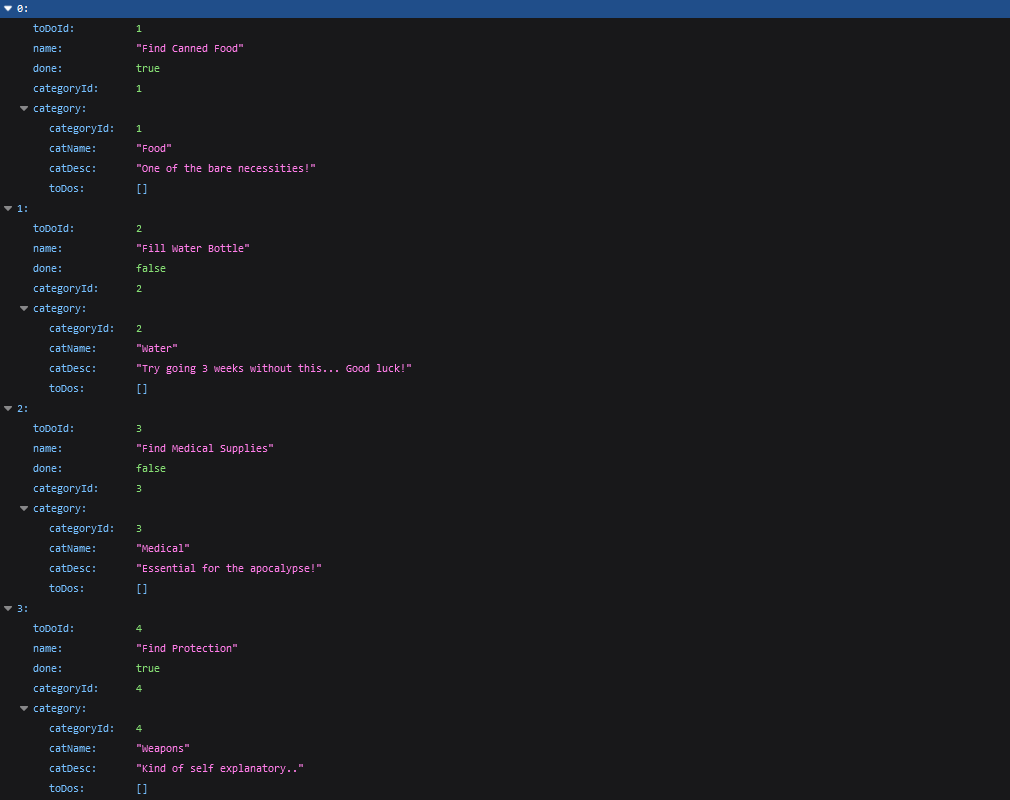 0:
toDoId: 1
name: "Find Canned Food"
done: true
categoryId: 1
category:
categoryId: 1
catName: "Food"
catDesc: "One of the bare necessities!"
toDos: []
1:
toDoId: 2
name: "Fill Water Bottle"
done: false
categoryId: 2
category:
categoryId: 2
catName: "Water"
catDesc: "Try going 3 weeks without this... Good luck!"
toDos: []
2:
toDoId: 3
name: "Find Medical Supplies"
done: false
categoryId: 3
category:
categoryId: 3
catName: "Medical"
catDesc: "Essential for the apocalypse!"
toDos: []
3:
toDoId: 4
name: "Find Protection"
done: true
categoryId: 4
category:
categoryId: 4
catName: "Weapons"
catDesc: "Kind of self explanatory.."
toDos: []